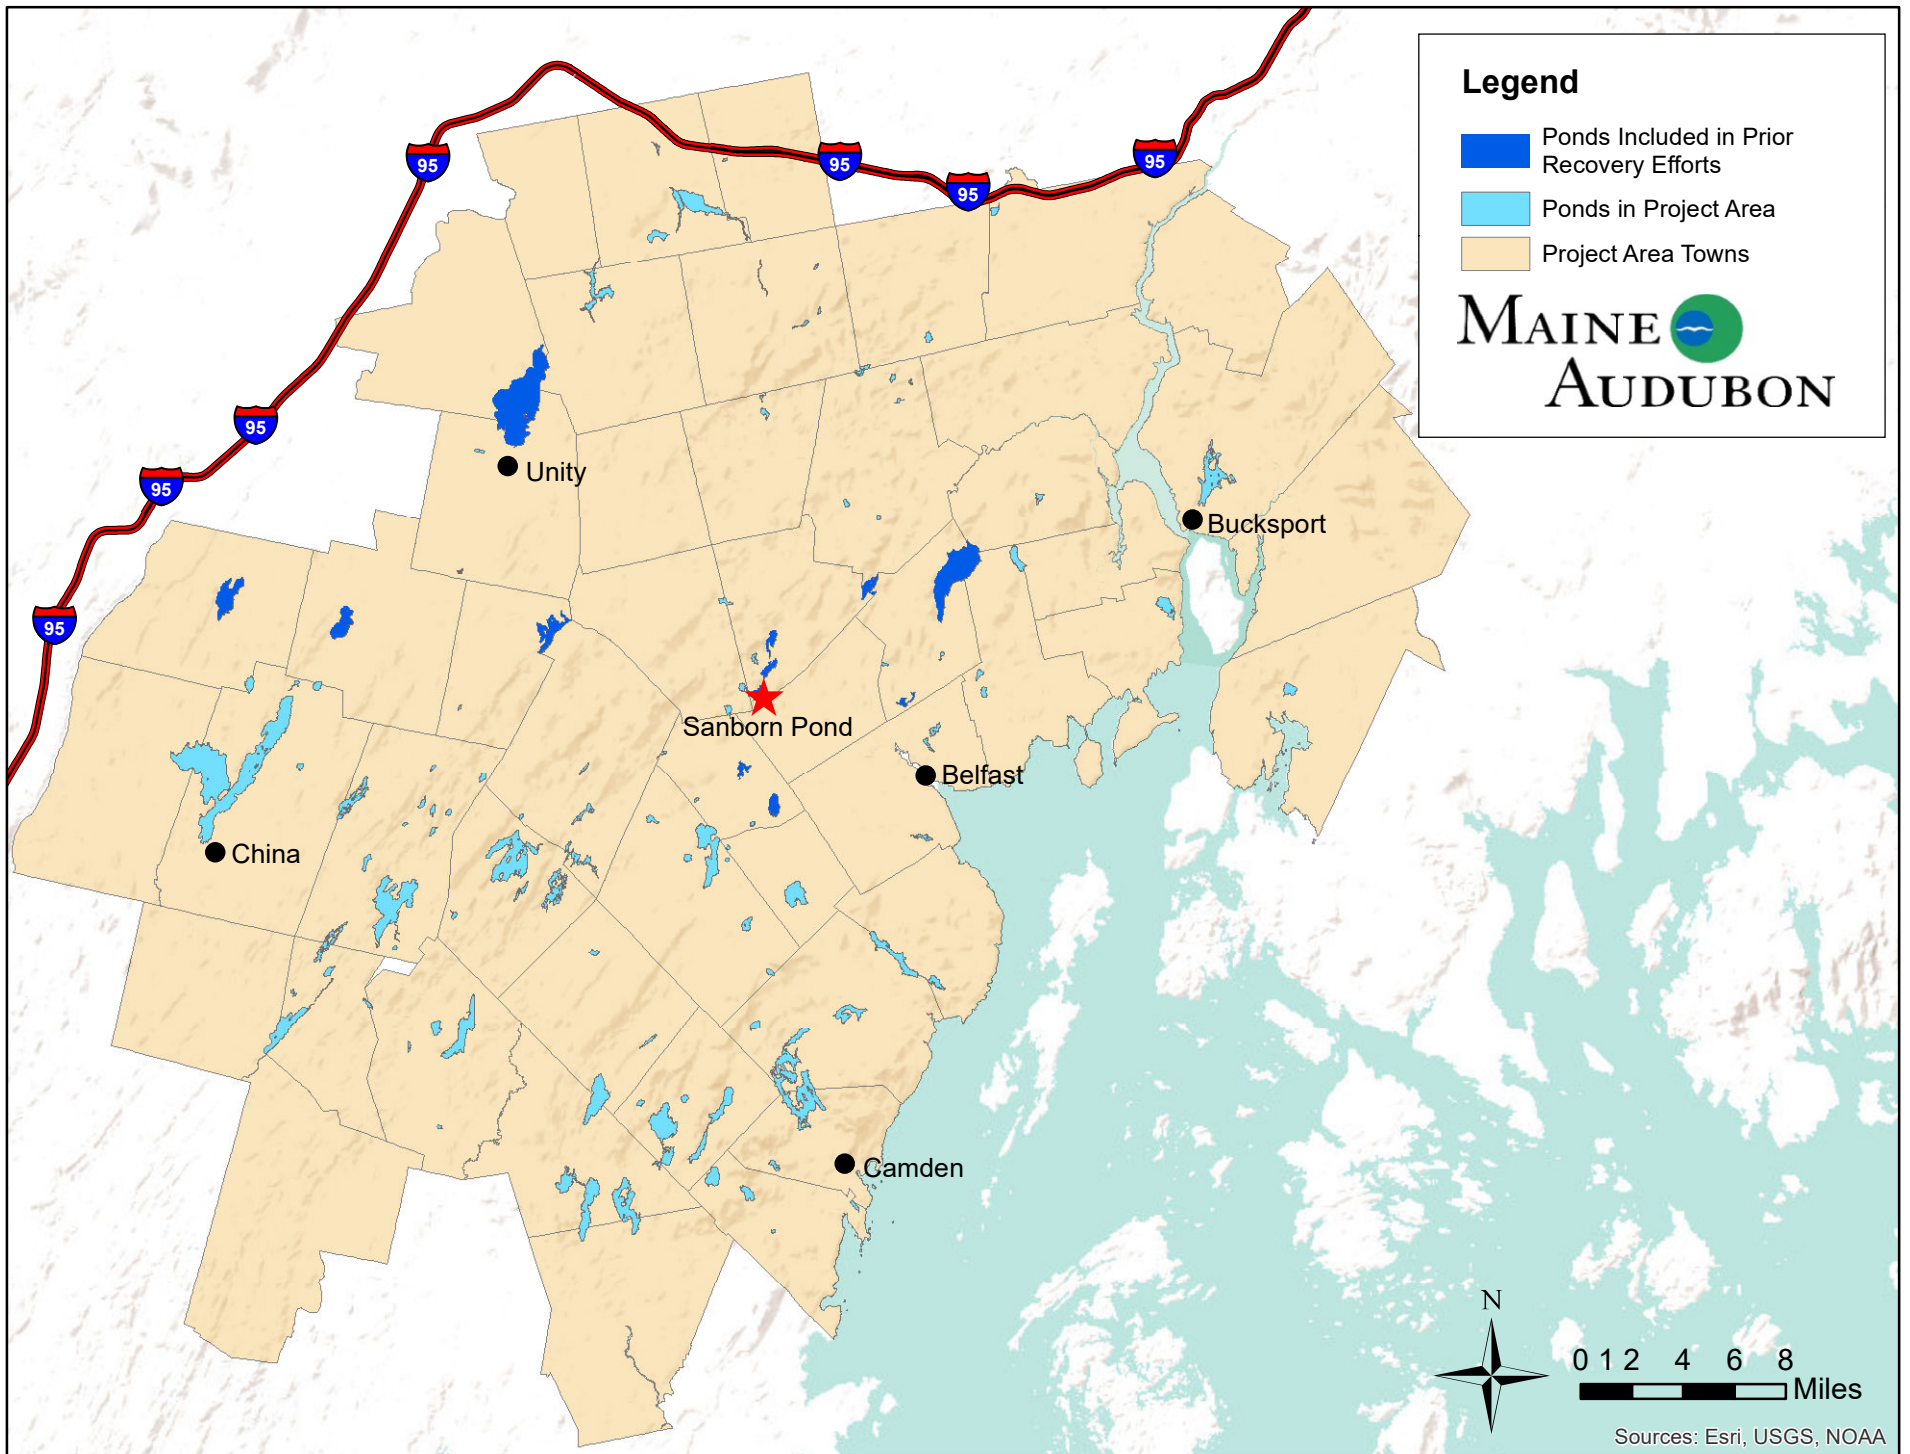 95
95
95
95
95
95
95
Legend
Ponds Included in Prior
Recovery Efforts
Ponds in Project Area
Project Area Towns
MAINE
AUDUBON
Unity
Bucksport
Sanborn Pond
Belfast
China
Camden
N
0 1 2 4 6 8
Miles
Sources: Esri, USGS, NOAA